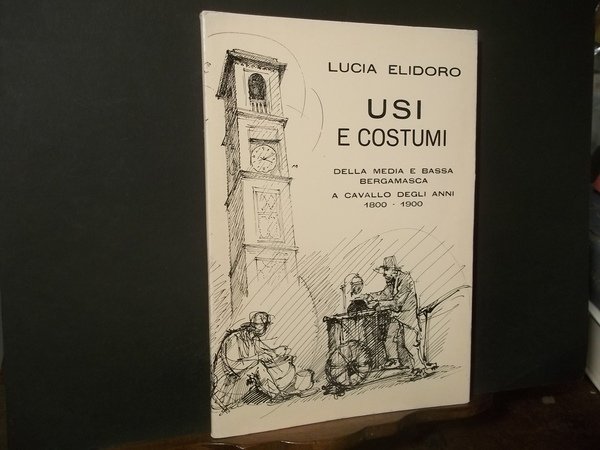 LUCIA ELIDORO
USI
E COSTUMI
DELLA MEDIA E BASSA
BERGAMASCA
A CAVALLO DEGLI ANNI
1800 - 1900